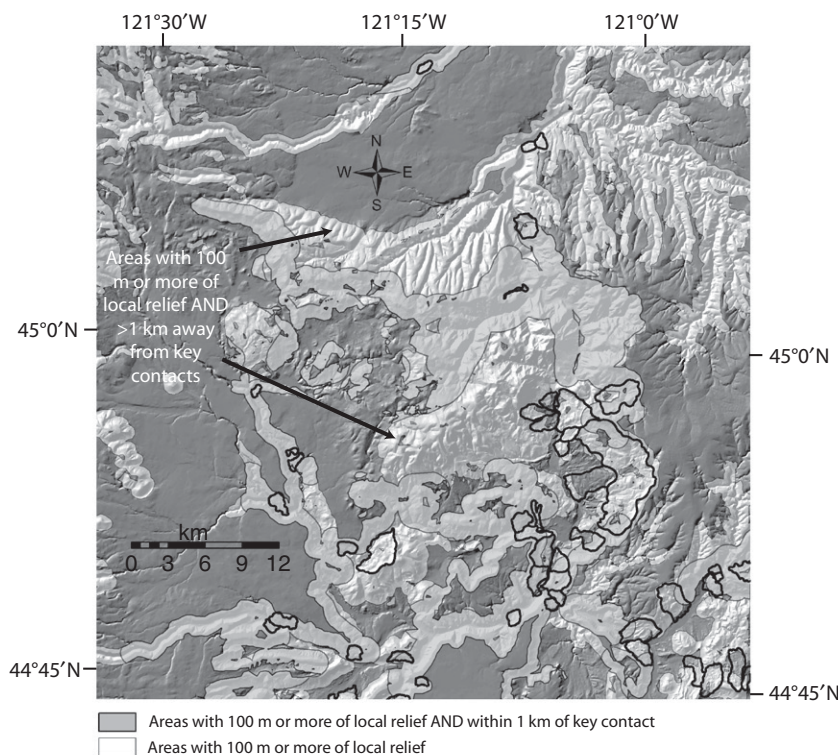 121°30′W 121°15′W 121°0′W
N
W E
S
Areas with 100
m or more of
local relief AND
>1 km away
from key
contacts
45°0′N
45°0′N
km
0 3 6 9 12
44°45′N
44°45′N
Areas with 100 m or more of local relief AND within 1 km of key contact
Areas with 100 m or more of local relief